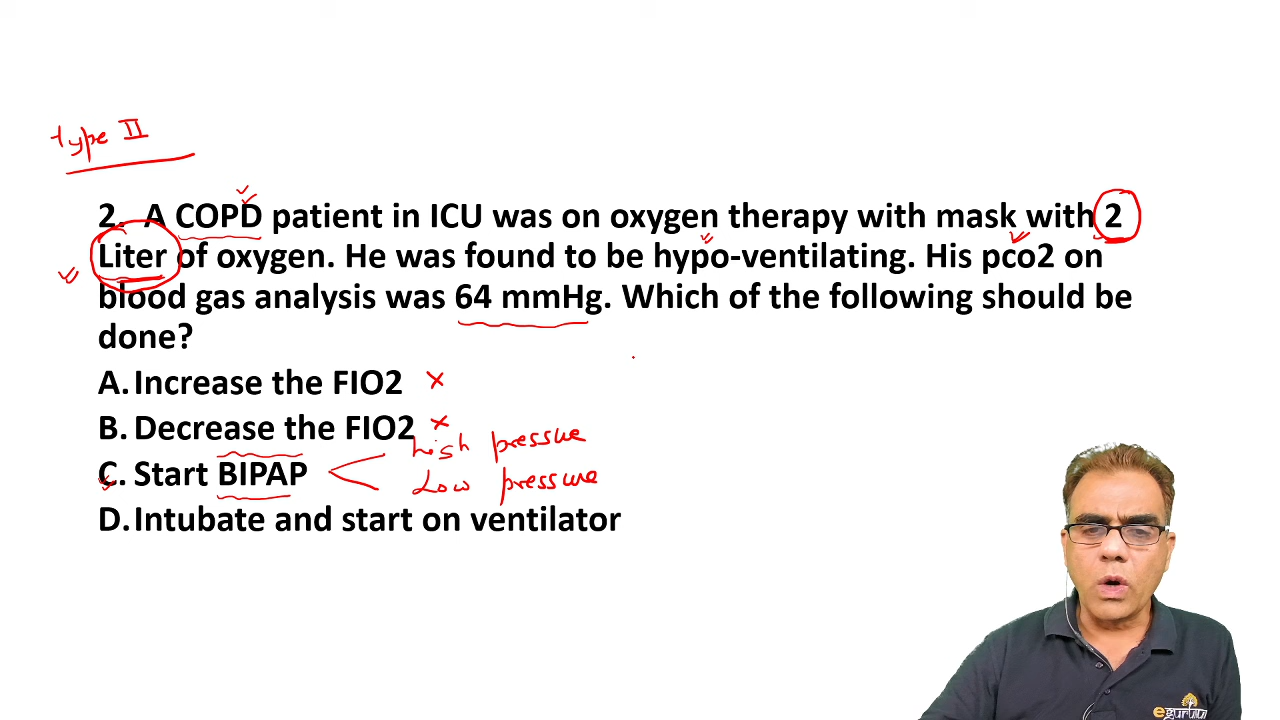 type II
2. A COPD patient in ICU was on oxygen therapy with mask with 2
Liter of oxygen. He was found to be hypo-ventilating. His pco2 on
blood gas analysis was 64 mmHg. Which of the following should be
done?
A. Increase the FIO2 ×
B. Decrease the FIO2 ×
high pressure
C. Start BIPAP
Low pressure
D. Intubate and start on ventilator
egurukul